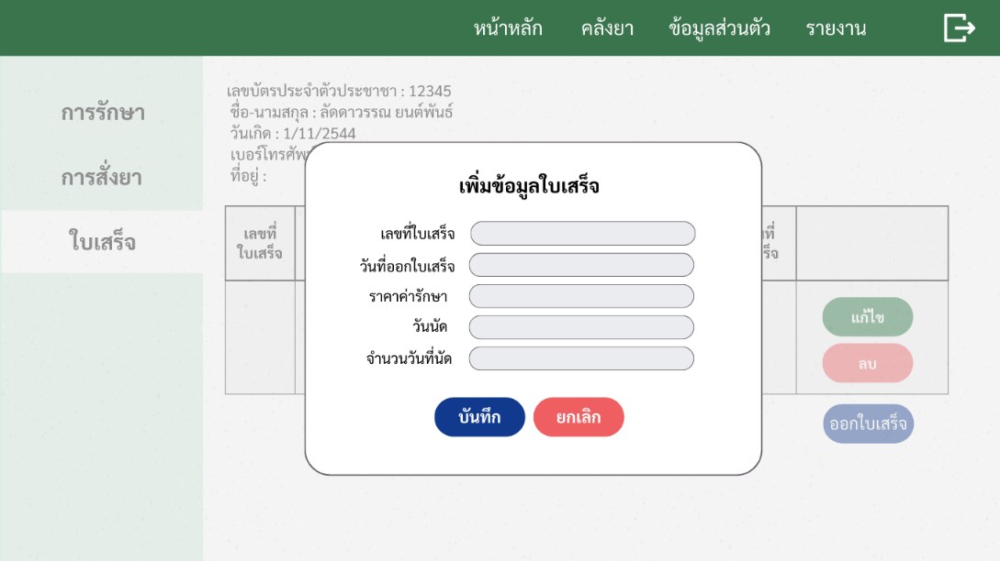 หน้าหลัก คลังยา ข้อมูลส่วนตัว รายงาน
การรักษา
การสั่งยา
ใบเสร็จ
เลขบัตรประจำตัวประชาชา : 12345
ชื่อ-นามสกุล : ลัดดาวรรณ ยนต์พันธ์
วันเกิด : 1/11/2544
เบอร์โทรศัพ
ที่อยู่ :
เลขที่
ใบเสร็จ
แก้ไข
ลบ
ออกใบเสร็จ
เพิ่มข้อมูลใบเสร็จ
เลขที่ใบเสร็จ
วันที่ออกใบเสร็จ
ราคาค่ารักษา
วันนัด
จำนวนวันที่นัด
บันทึก ยกเลิก